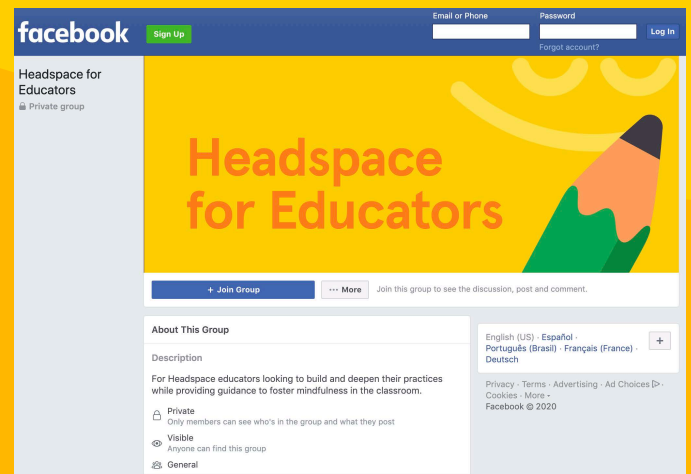 facebook
Sign Up
Email or Phone
Password
Log In
Forgot account?
Headspace for
Educators
Private group
Headspace
for Educators
+ Join Group
··· More
Join this group to see the discussion, post and comment.
About This Group
Description
For Headspace educators looking to build and deepen their practices
while providing guidance to foster mindfulness in the classroom.
Private
Only members can see who's in the group and what they post
Visible
Anyone can find this group
General
English (US) · Español ·
Português (Brasil) · Français (France) ·
Deutsch
+
Privacy · Terms · Advertising · Ad Choices ·
Cookies · More
Facebook © 2020